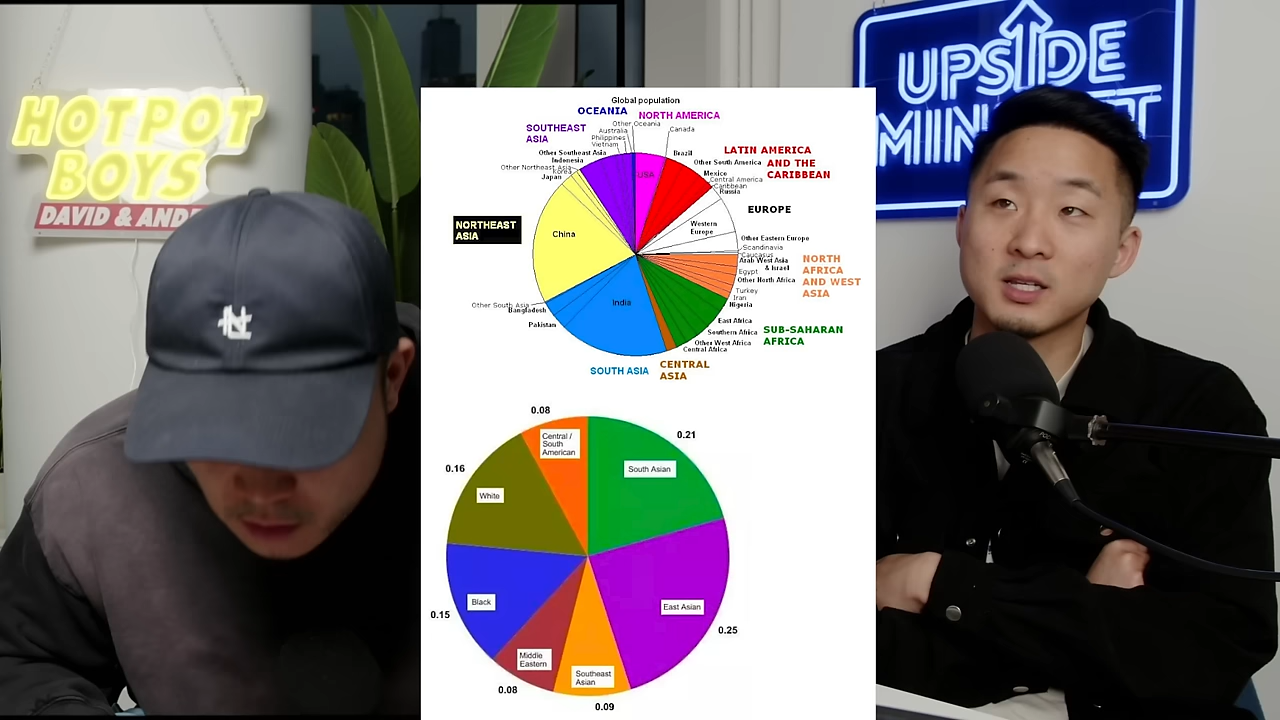 HOT POT
BOYS
DAVID & AND
UPSIDE
Global population
OCEANIA
NORTH AMERICA
Other Oceania
Australia
Philippines
Vietnam
Canada
SOUTHEAST
ASIA
Other Southeast Asia
Indonesia
Other Northeast Asia
Korea
Japan
USA
Brazil
LATIN AMERICA
AND THE
CARIBBEAN
Other South America
Mexico
Central America
Caribbean
Russia
EUROPE
Western
Europe
Other Eastern Europe
Scandinavia
Caucasus
NORTHEAST
ASIA
China
Arab West Asia
& Israel
Egypt
Other North Africa
Turkey
Iran
NORTH
AFRICA
AND WEST
ASIA
Nigeria
East Africa
Southern Africa
Other West Africa
Central Africa
SUB-SAHARAN
AFRICA
India
Other South Asia
Bangladesh
Pakistan
SOUTH ASIA
CENTRAL
ASIA
0.08
Central /
South
American
0.21
South Asian
0.16
White
0.15
Black
East Asian
0.25
Middle
Eastern
0.08
Southeast
Asian
0.09